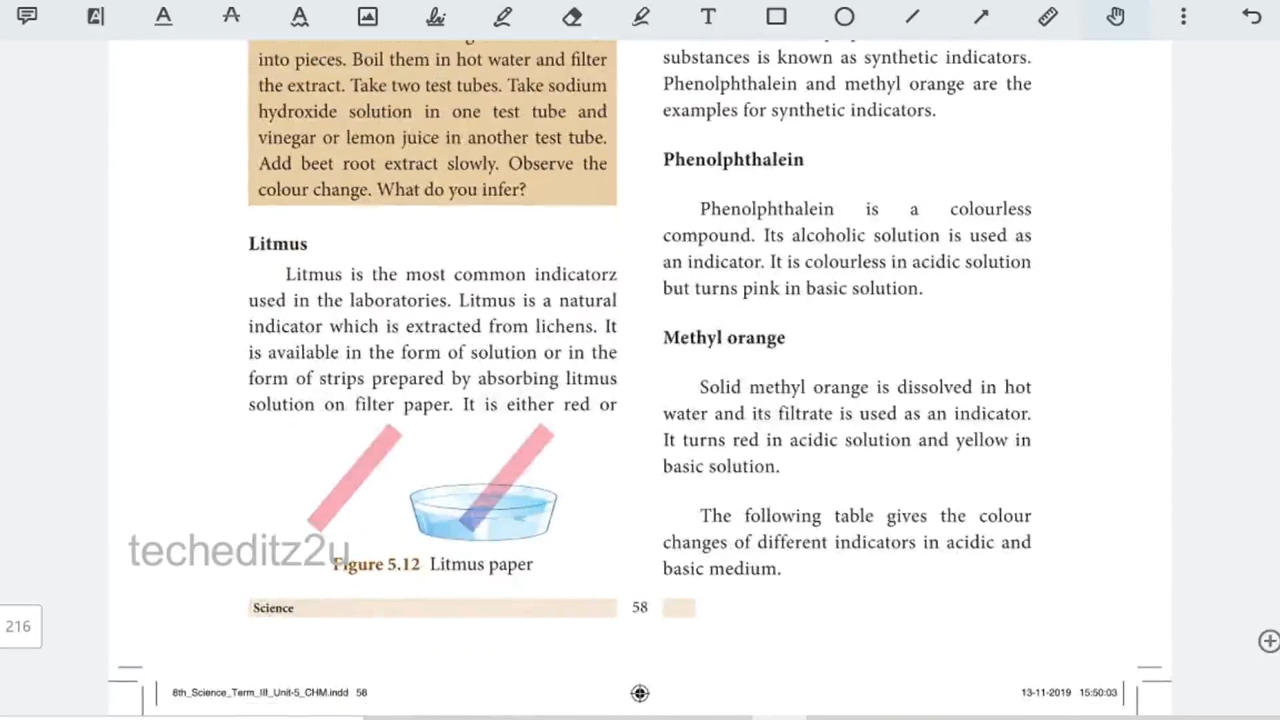 into pieces. Boil them in hot water and filter
the extract. Take two test tubes. Take sodium
hydroxide solution in one test tube and
vinegar or lemon juice in another test tube.
Add beet root extract slowly. Observe the
colour change. What do you infer?
Litmus
Litmus is the most common indicatorz
used in the laboratories. Litmus is a natural
indicator which is extracted from lichens. It
is available in the form of solution or in the
form of strips prepared by absorbing litmus
solution on filter paper. It is either red or
techeditz2u
Figure 5.12 Litmus paper
substances is known as synthetic indicators.
Phenolphthalein and methyl orange are the
examples for synthetic indicators.
Phenolphthalein
Phenolphthalein is a colourless
compound. Its alcoholic solution is used as
an indicator. It is colourless in acidic solution
but turns pink in basic solution.
Methyl orange
Solid methyl orange is dissolved in hot
water and its filtrate is used as an indicator.
It turns red in acidic solution and yellow in
basic solution.
The following table gives the colour
changes of different indicators in acidic and
basic medium.
Science
58
216
8th_Science_Term_III_Unit-5_CHM.indd 58
13-11-2019 15:50:03